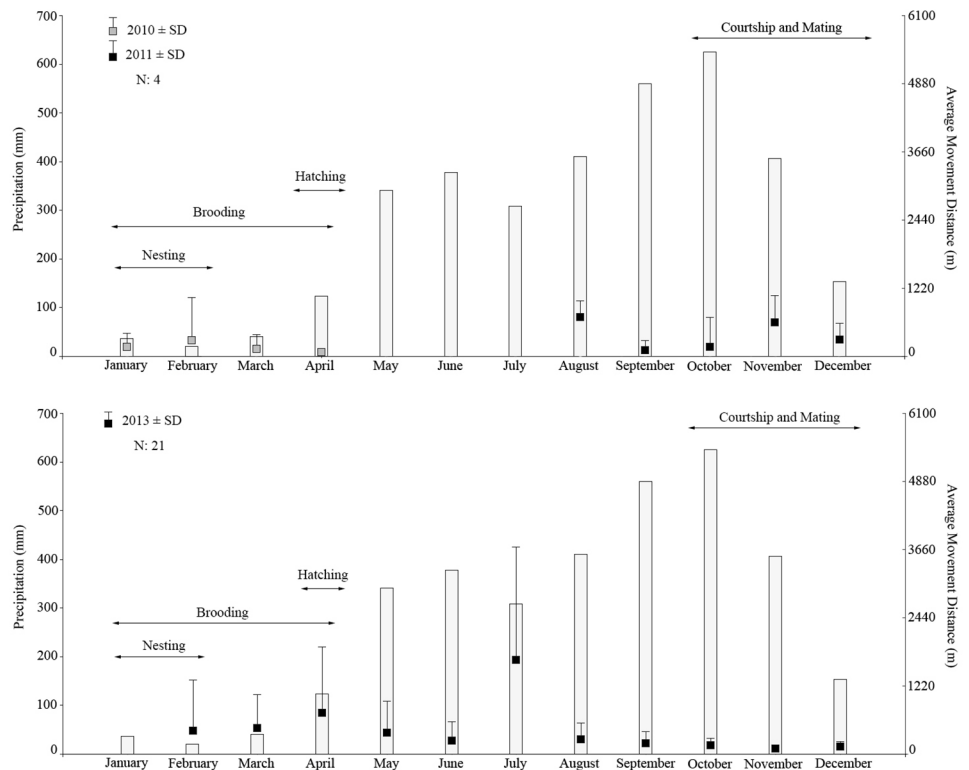 700
600
500
400
300
200
100
0
Precipitation (mm)
2010 ± SD
2011 ± SD
N: 4
Courtship and Mating
Hatching
Brooding
Nesting
6100
4880
3660
2440
1220
0
Average Movement Distance (m)
January February March April May June July August September October November December
700
600
500
400
300
200
100
0
Precipitation (mm)
2013 ± SD
N: 21
Courtship and Mating
Hatching
Brooding
Nesting
6100
4880
3660
2440
1220
0
Average Movement Distance (m)
January February March April May June July August September October November December